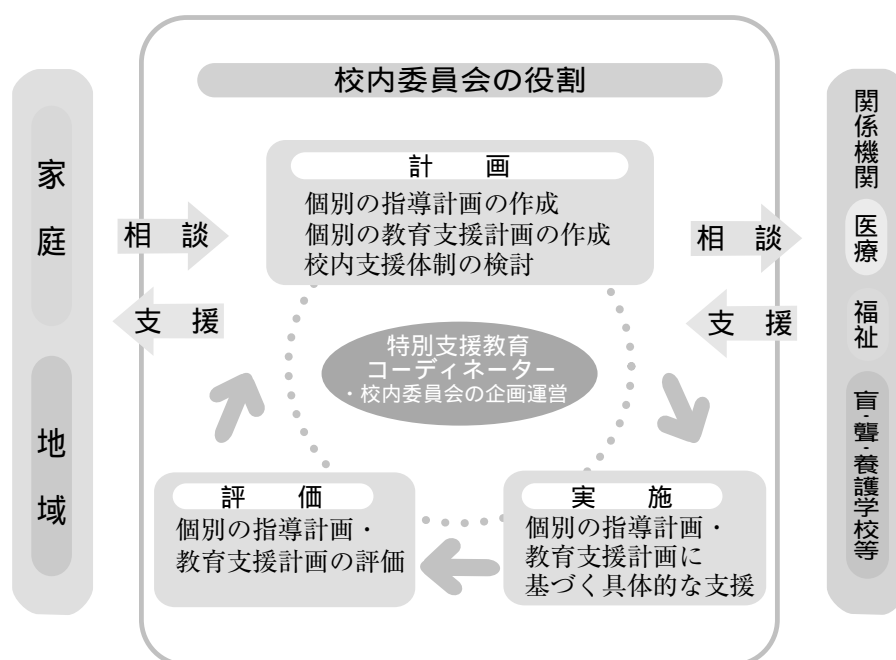 校内委員会の役割
家庭
地域
相談
支援
計画
個別の指導計画の作成
個別の教育支援計画の作成
校内支援体制の検討
特別支援教育
コーディネーター
・校内委員会の企画運営
評価
個別の指導計画・
教育支援計画の評価
実施
個別の指導計画・
教育支援計画に
基づく具体的な支援
相談
支援
関係機関
医療
福祉
盲・聾・養護学校等